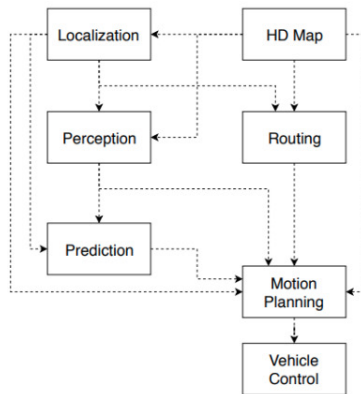 Localization
HD Map
Perception
Routing
Prediction
Motion
Planning
Vehicle
Control